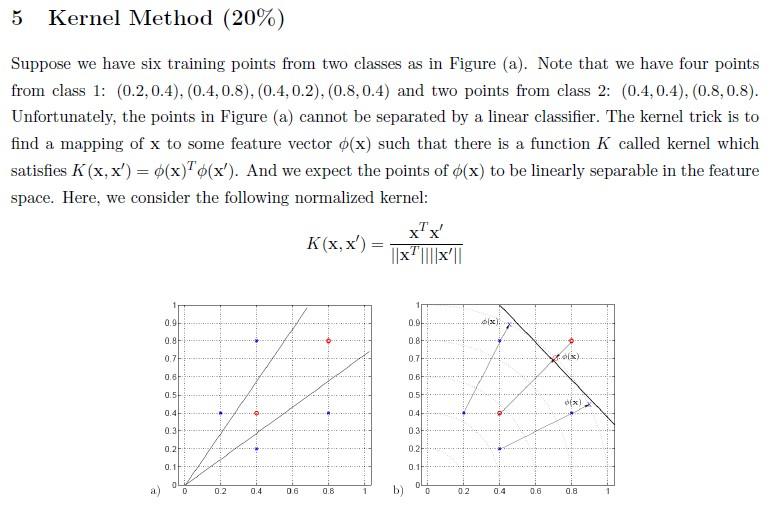 5 Kernel Method (20%)
Suppose we have six training points from two classes as in Figure (a). Note that we have four points
from class 1: (0.2, 0.4), (0.4, 0.8), (0.4, 0.2), (0.8, 0.4) and two points from class 2: (0.4, 0.4), (0.8, 0.8).
Unfortunately, the points in Figure (a) cannot be separated by a linear classifier. The kernel trick is to
find a mapping of x to some feature vector ϕ(x) such that there is a function K called kernel which
satisfies K(x, x′) = ϕ(x)^T ϕ(x′). And we expect the points of ϕ(x) to be linearly separable in the feature
space. Here, we consider the following normalized kernel:
K(x, x′) = x^T x′ / ||x^T||||x′||
1
0.9
0.8
0.7
0.6
0.5
0.4
0.3
0.2
0.1
0
0 0.2 0.4 0.6 0.8 1
a)
1
0.9
0.8
0.7
0.6
0.5
0.4
0.3
0.2
0.1
0
ϕ(x)
ϕ(x)
ϕ(x)
0 0.2 0.4 0.6 0.8 1
b)